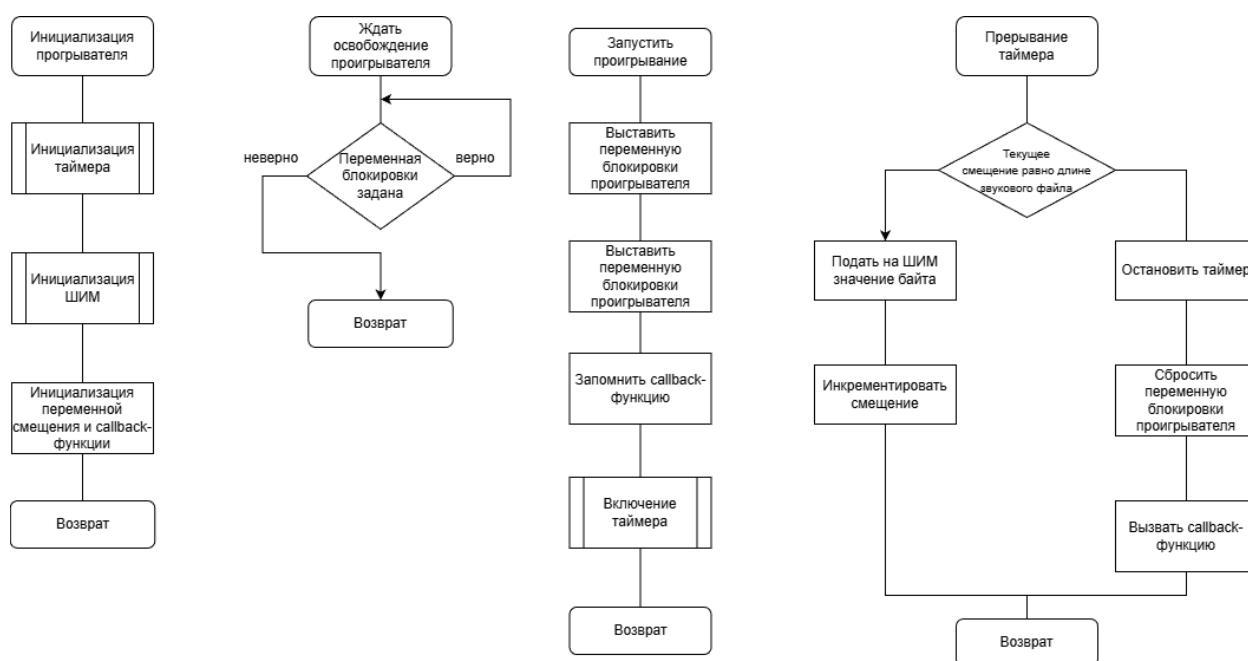 Инициализация
прогрывателя
Инициализация
таймера
Инициализация
ШИМ
Инициализация
переменной
смещения и callback-
функции
Возврат
Ждать
освобождение
проигрывателя
неверно
Переменная
блокировки
задана
верно
Возврат
Запустить
проигрывание
Выставить
переменную
блокировки
проигрывателя
Выставить
переменную
блокировки
проигрывателя
Запомнить callback-
функцию
Включение
таймера
Возврат
Прерывание
таймера
Текущее
смещение равно длине
звукового файла
Подать на ШИМ
значение байта
Инкрементировать
смещение
Остановить таймер
Сбросить
переменную
блокировки
проигрывателя
Вызвать callback-
функцию
Возврат